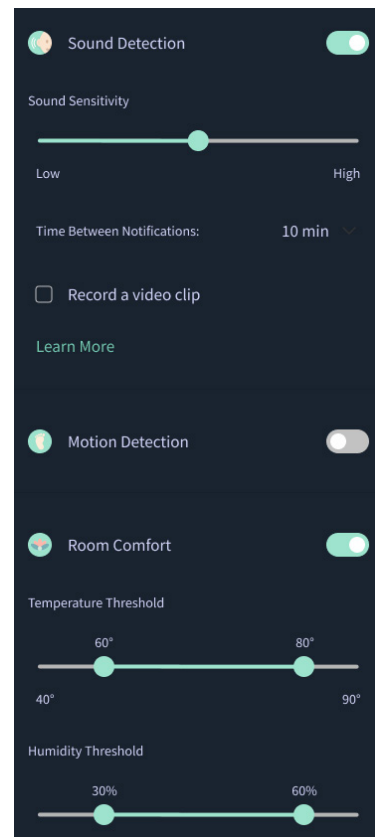 Sound Detection
Sound Sensitivity
Low High
Time Between Notifications: 10 min
Record a video clip
Learn More
Motion Detection
Room Comfort
Temperature Threshold
60° 80°
40° 90°
Humidity Threshold
30% 60%